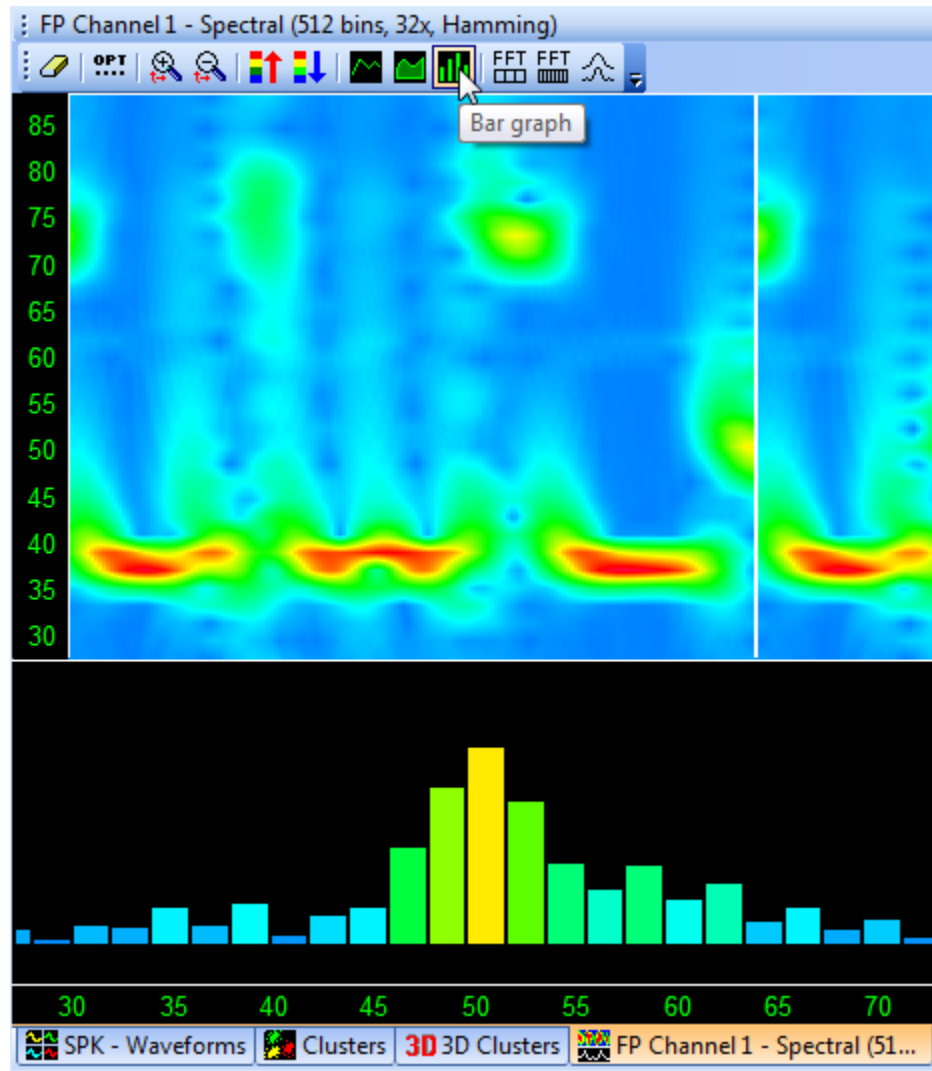 FP Channel 1 - Spectral (512 bins, 32x, Hamming)
OPT FFT FFT
Bar graph
85
80
75
70
65
60
55
50
45
40
35
30
30 35 40 45 50 55 60 65 70
SPK - Waveforms Clusters 3D 3D Clusters FP Channel 1 - Spectral (51...